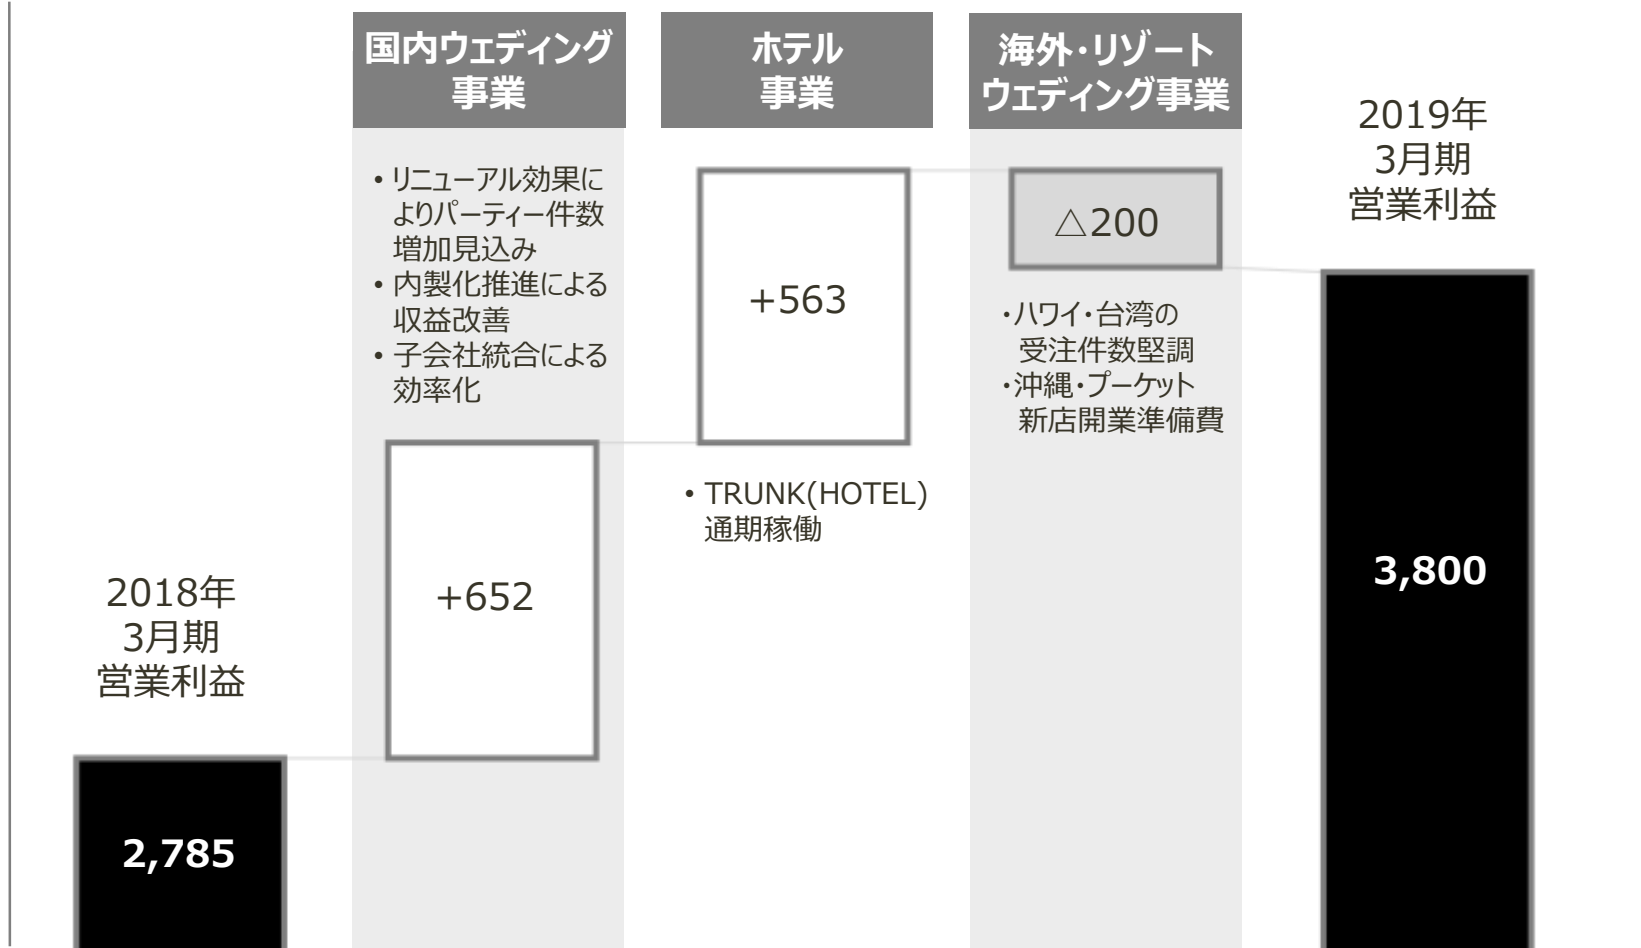 国内ウェディング
事業
ホテル
事業
海外・リゾート
ウェディング事業
2019年
3月期
営業利益
• リニューアル効果に
よりパーティー件数
増加見込み
• 内製化推進による
収益改善
• 子会社統合による
効率化
+563
△200
・ハワイ・台湾の
受注件数堅調
・沖縄・プーケット
新店開業準備費
• TRUNK(HOTEL)
通期稼働
2018年
3月期
営業利益
+652
3,800
2,785